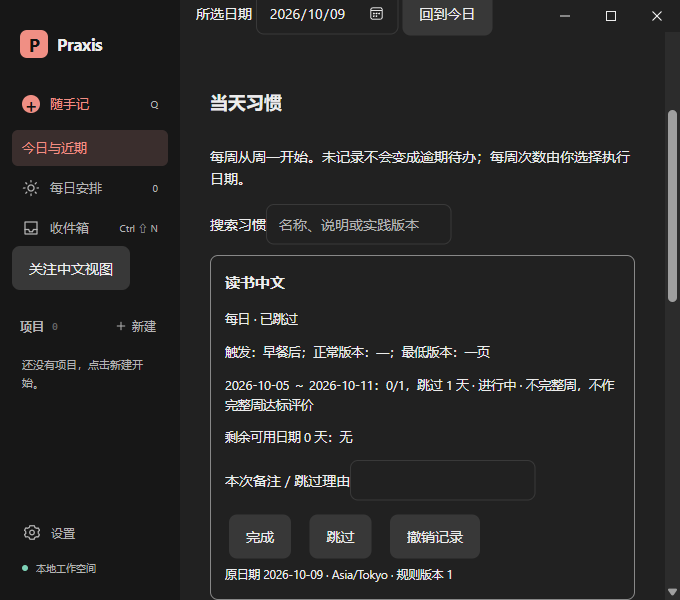 P Praxis
随手记 Q
今日与近期
每日安排 0
收件箱 Ctrl ⇧ N
关注中文视图
项目 0 + 新建
还没有项目，点击新建开
始。
设置
本地工作空间
所选日期 2026/10/09 回到今日
当天习惯
每周从周一开始。未记录不会变成逾期待办；每周次数由你选择执行
日期。
搜索习惯 名称、说明或实践版本
读书中文
每日 · 已跳过
触发：早餐后；正常版本：—；最低版本：一页
2026-10-05 ～ 2026-10-11：0/1，跳过 1 天 · 进行中 · 不完整周，不作
完整周达标评价
剩余可用日期 0 天：无
本次备注 / 跳过理由
完成 跳过 撤销记录
原日期 2026-10-09 · Asia/Tokyo · 规则版本 1